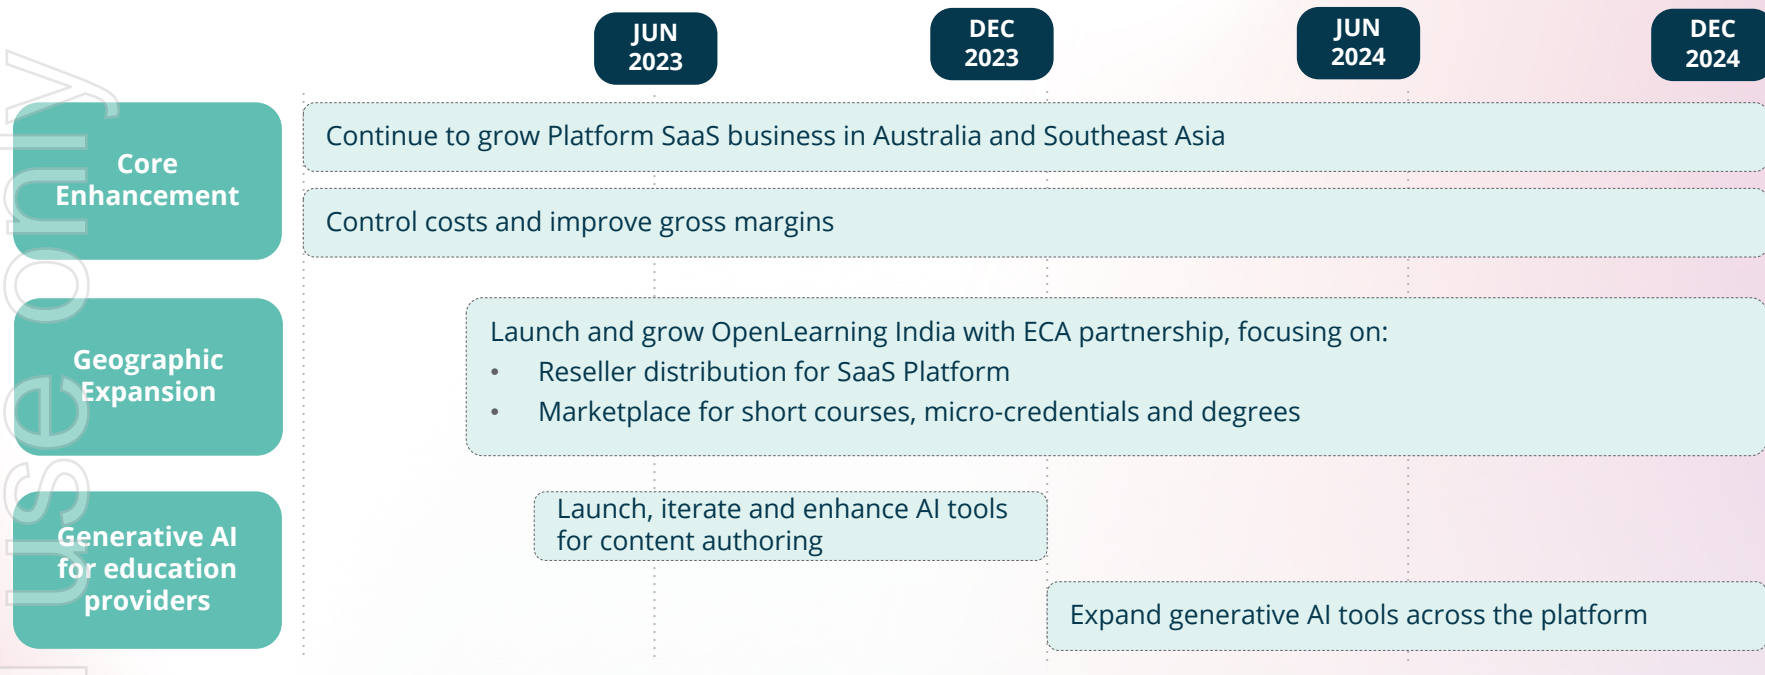 JUN
2023
DEC
2023
JUN
2024
DEC
2024
Core
Enhancement
Continue to grow Platform SaaS business in Australia and Southeast Asia
Control costs and improve gross margins
Geographic
Expansion
Launch and grow OpenLearning India with ECA partnership, focusing on:
• Reseller distribution for SaaS Platform
• Marketplace for short courses, micro-credentials and degrees
Generative AI
for education
providers
Launch, iterate and enhance AI tools
for content authoring
Expand generative AI tools across the platform
use only